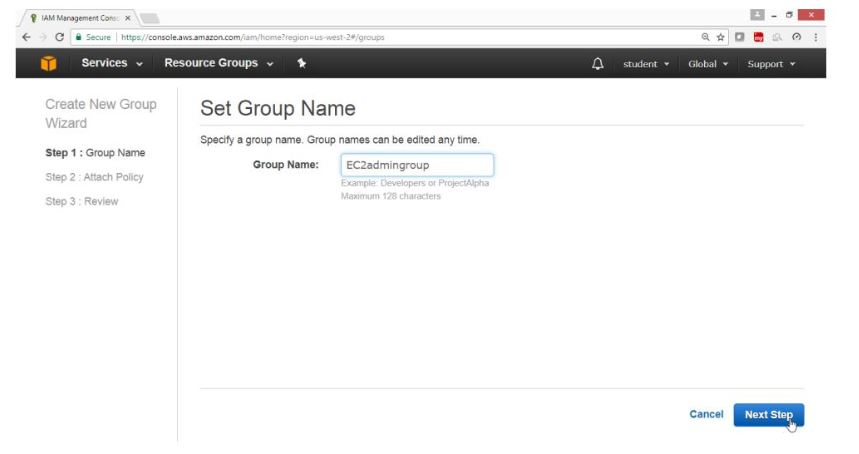 IAM Management Consc
Secure | https://console.aws.amazon.com/iam/home?region=us-west-2#/groups
Services Resource Groups student Global Support
Create New Group
Wizard
Step 1 : Group Name
Step 2 : Attach Policy
Step 3 : Review
Set Group Name
Specify a group name. Group names can be edited any time.
Group Name: EC2admingroup
Example: Developers or ProjectAlpha
Maximum 128 characters
Cancel Next Step